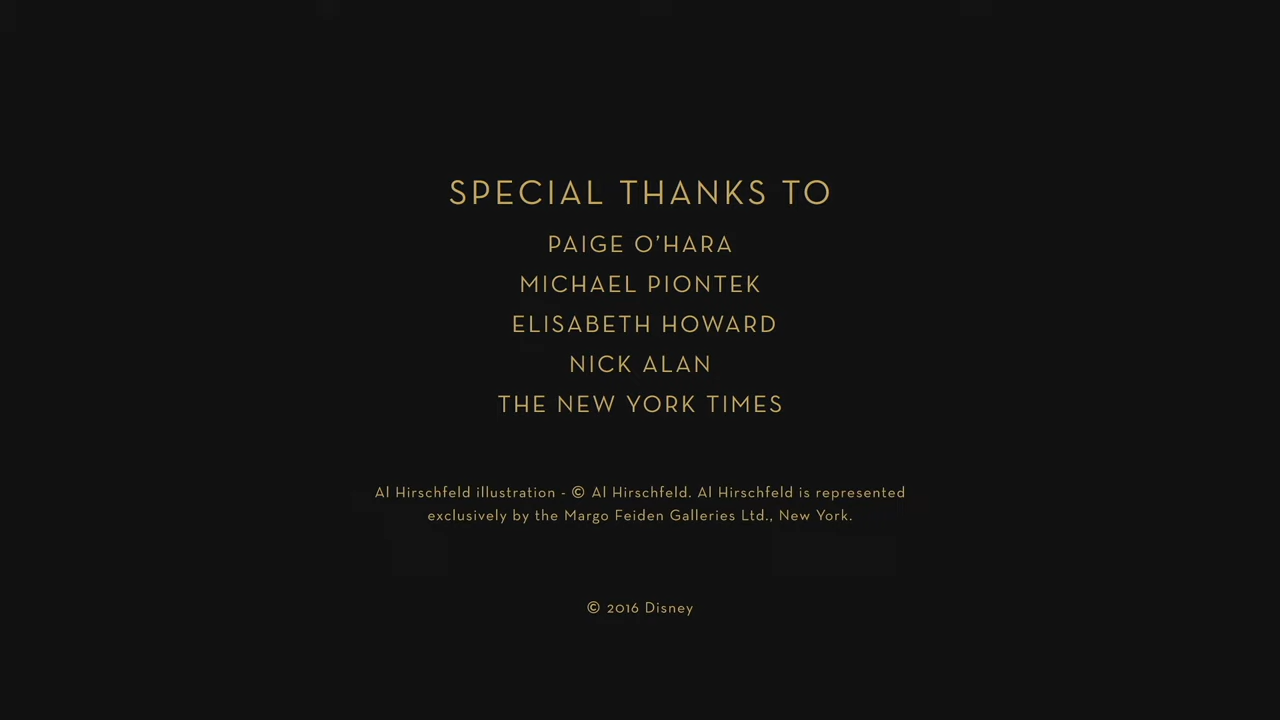 SPECIAL THANKS TO
PAIGE O’HARA
MICHAEL PIONTEK
ELISABETH HOWARD
NICK ALAN
THE NEW YORK TIMES
Al Hirschfeld illustration - © Al Hirschfeld. Al Hirschfeld is represented
exclusively by the Margo Feiden Galleries Ltd., New York.
© 2016 Disney